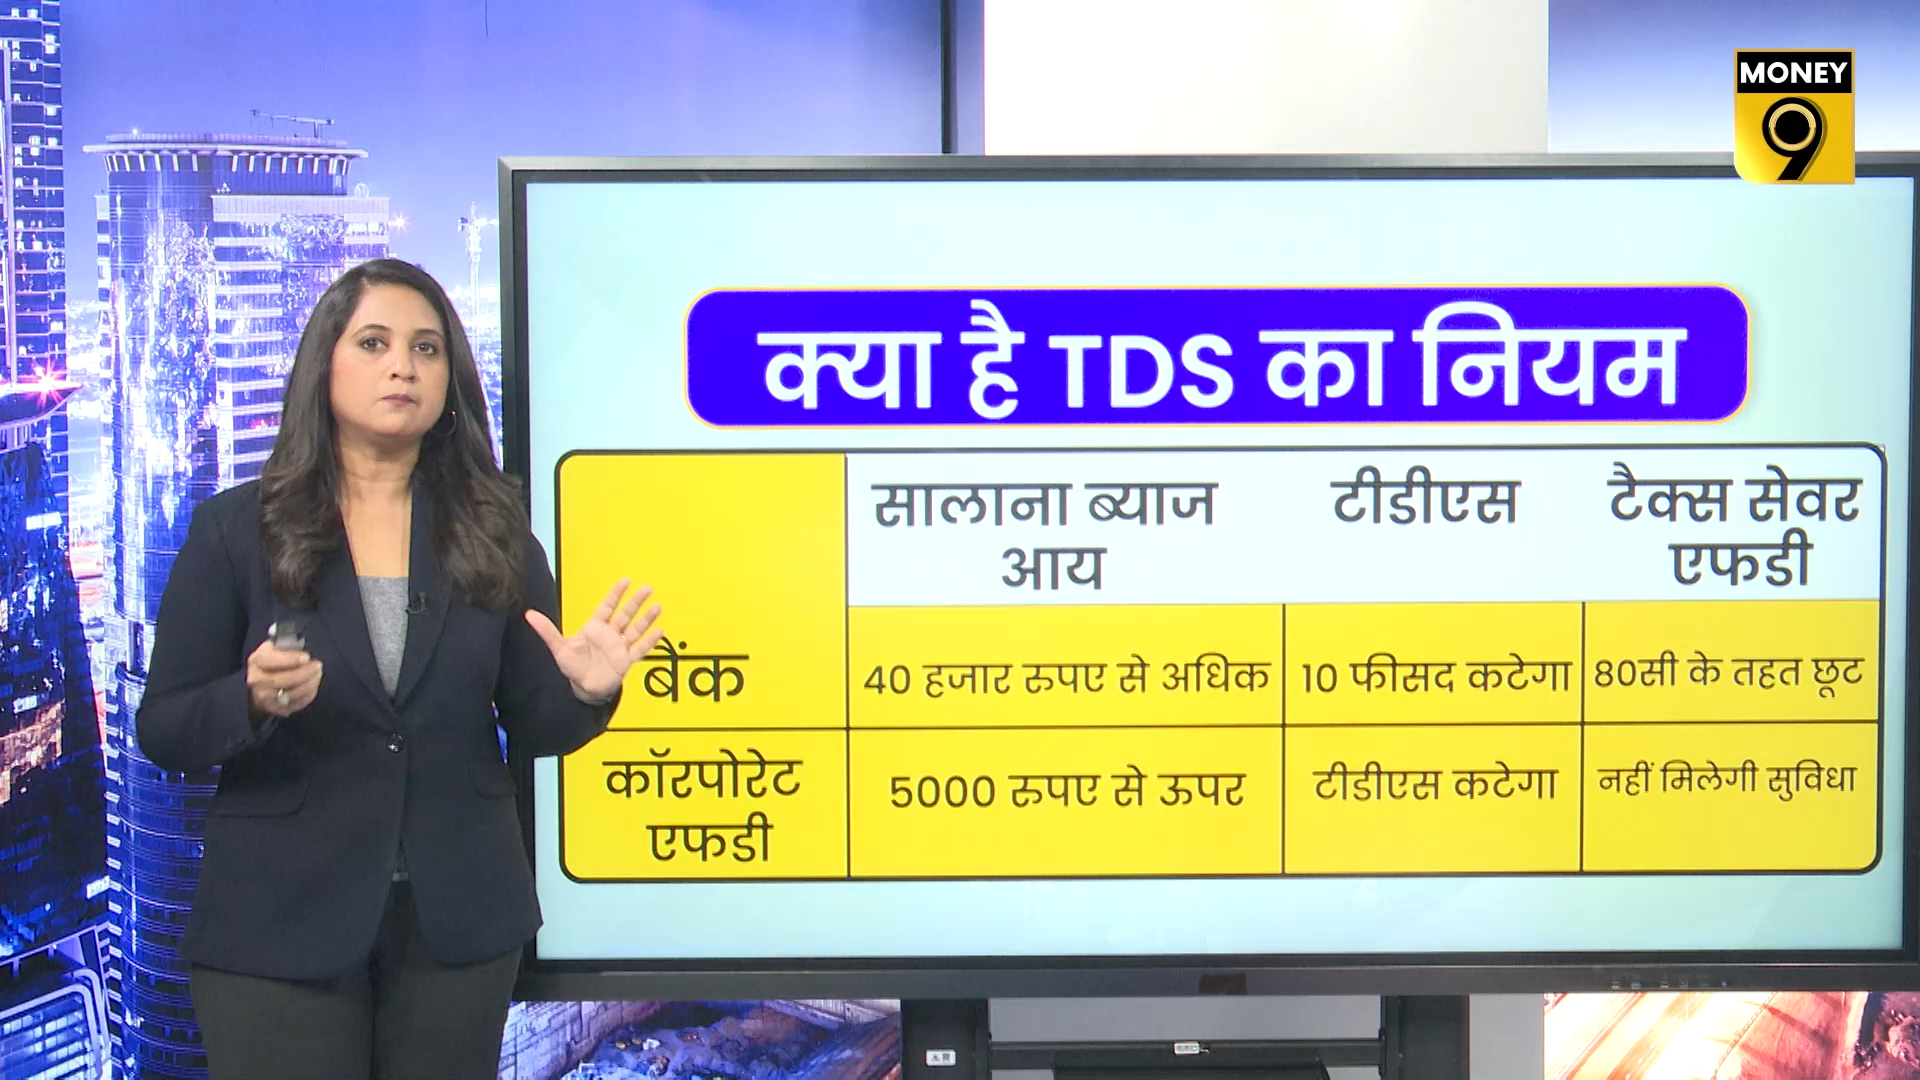 MONEY
9
क्या है TDS का नियम
सालाना ब्याज
आय
टीडीएस
टैक्स सेवर
एफडी
बैंक
40 हजार रुपए से अधिक
10 फीसद कटेगा
80सी के तहत छूट
कॉरपोरेट
एफडी
5000 रुपए से ऊपर
टीडीएस कटेगा
नहीं मिलेगी सुविधा